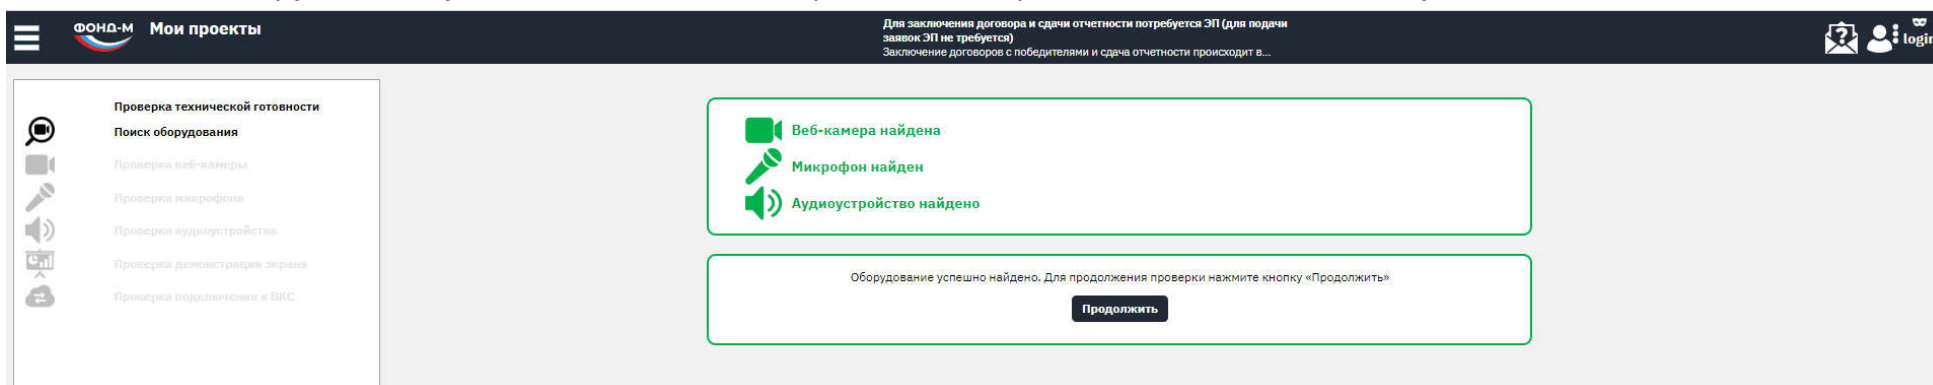 ФОНД-М
Мои проекты
Для заключения договора и сдачи отчетности потребуется ЭП (для подачи
заявок ЭП не требуется)
Заключение договоров с победителями и сдача отчетности происходит в...
login
Проверка технической готовности
Поиск оборудования
Проверка веб-камеры
Проверка микрофона
Проверка аудиоустройства
Проверка демонстрации экрана
Проверка подключения к ВКС
Веб-камера найдена
Микрофон найден
Аудиоустройство найдено
Оборудование успешно найдено. Для продолжения проверки нажмите кнопку «Продолжить»
Продолжить